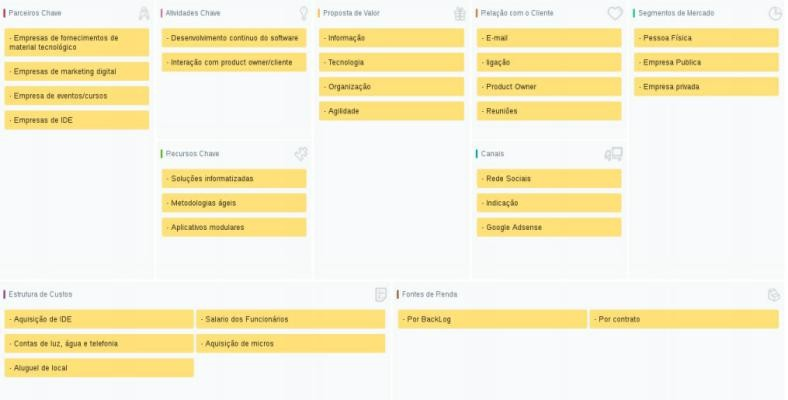 Parceiros Chave
- Empresas de fornecimentos de
material tecnológico
- Empresas de marketing digital
- Empresa de eventos/cursos
- Empresas de IDE
Atividades Chave
- Desenvolvimento continuo do software
- Interação com product owner/cliente
Recursos Chave
- Soluções informatizadas
- Metodologias ágeis
- Aplicativos modulares
Proposta de Valor
- Informação
- Tecnologia
- Organização
- Agilidade
Relação com o Cliente
- E-mail
- ligação
- Product Owner
- Reuniões
Canais
- Rede Sociais
- Indicação
- Google Adsense
Segmentos de Mercado
- Pessoa Física
- Empresa Publica
- Empresa privada
Estrutura de Custos
- Aquisição de IDE
- Salario dos Funcionários
- Contas de luz, água e telefonia
- Aquisição de micros
- Aluguel de local
Fontes de Renda
- Por BackLog
- Por contrato